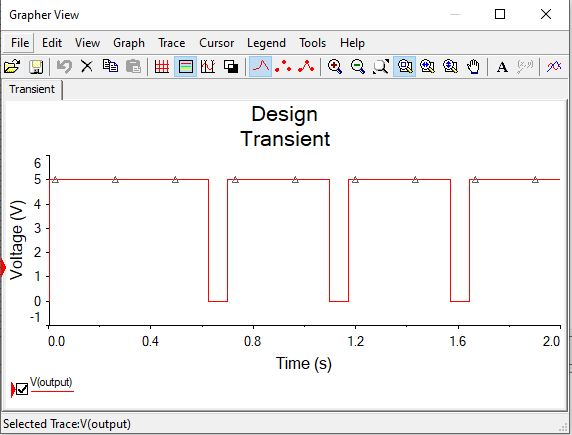 Grapher View
File Edit View Graph Trace Cursor Legend Tools Help
A (x,y)
Transient
Design
Transient
Voltage (V)
6
5
4
3
2
1
0
-1
0.0 0.4 0.8 1.2 1.6 2.0
Time (s)
V(output)
Selected Trace:V(output)